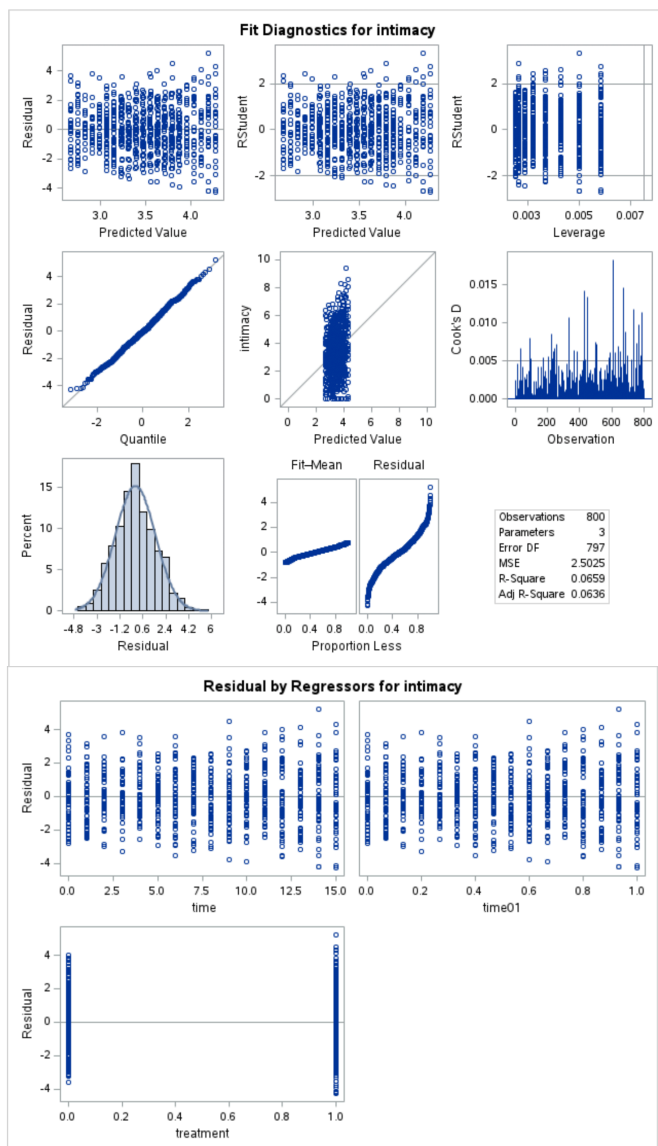 Fit Diagnostics for intimacy
Residual
4
2
0
-2
-4
3.0 3.5 4.0
Predicted Value
RStudent
2
0
-2
3.0 3.5 4.0
Predicted Value
RStudent
2
0
-2
0.003 0.005 0.007
Leverage
Residual
4
2
0
-2
-4
-2 0 2
Quantile
intimacy
10
8
6
4
2
0
0 2 4 6 8 10
Predicted Value
Cook's D
0.015
0.010
0.005
0.000
0 200 400 600 800
Observation
Percent
15
10
5
0
-4.8 -3 -1.2 0.6 2.4 4.2 6
Residual
Fit–Mean Residual
4
2
0
-2
-4
0.0 0.4 0.8 0.0 0.4 0.8
Proportion Less
Observations 800
Parameters 3
Error DF 797
MSE 2.5025
R-Square 0.0659
Adj R-Square 0.0636
Residual by Regressors for intimacy
Residual
4
2
0
-2
-4
0.0 2.5 5.0 7.5 10.0 12.5 15.0
time
0.0 0.2 0.4 0.6 0.8 1.0
time01
Residual
4
2
0
-2
-4
0.0 0.2 0.4 0.6 0.8 1.0
treatment